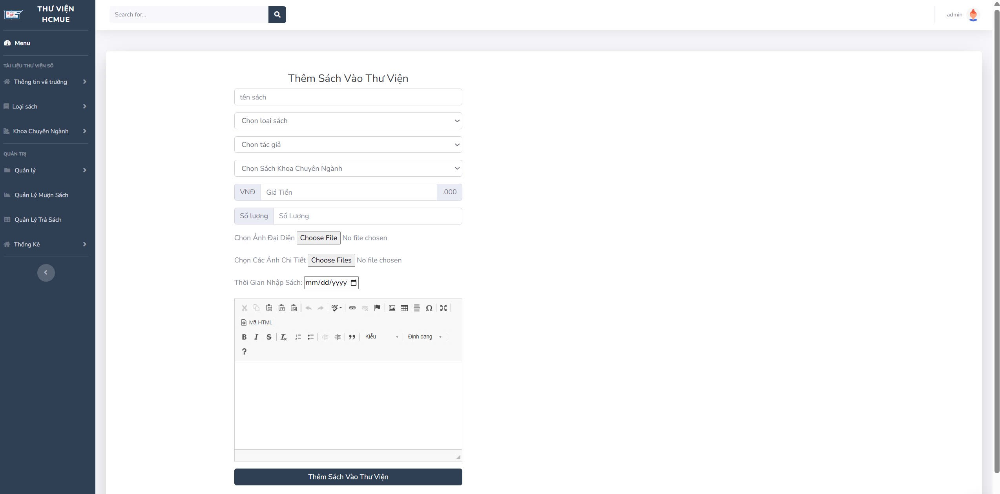 THƯ VIỆN
HCMUE
Search for...
admin
Menu
TÀI LIỆU THƯ VIỆN SỐ
Thông tin về trường
Loại sách
Khoa Chuyên Ngành
QUẢN TRỊ
Quản lý
Quản Lý Mượn Sách
Quản Lý Trả Sách
Thống Kê
Thêm Sách Vào Thư Viện
tên sách
Chọn loại sách
Chọn tác giả
Chọn Sách Khoa Chuyên Ngành
VNĐ Giá Tiền .000
Số lượng Số Lượng
Chọn Ảnh Đại Diện Choose File No file chosen
Chọn Các Ảnh Chi Tiết Choose Files No file chosen
Thời Gian Nhập Sách: mm/dd/yyyy
Mã HTML
Kiểu Định dạng
Thêm Sách Vào Thư Viện